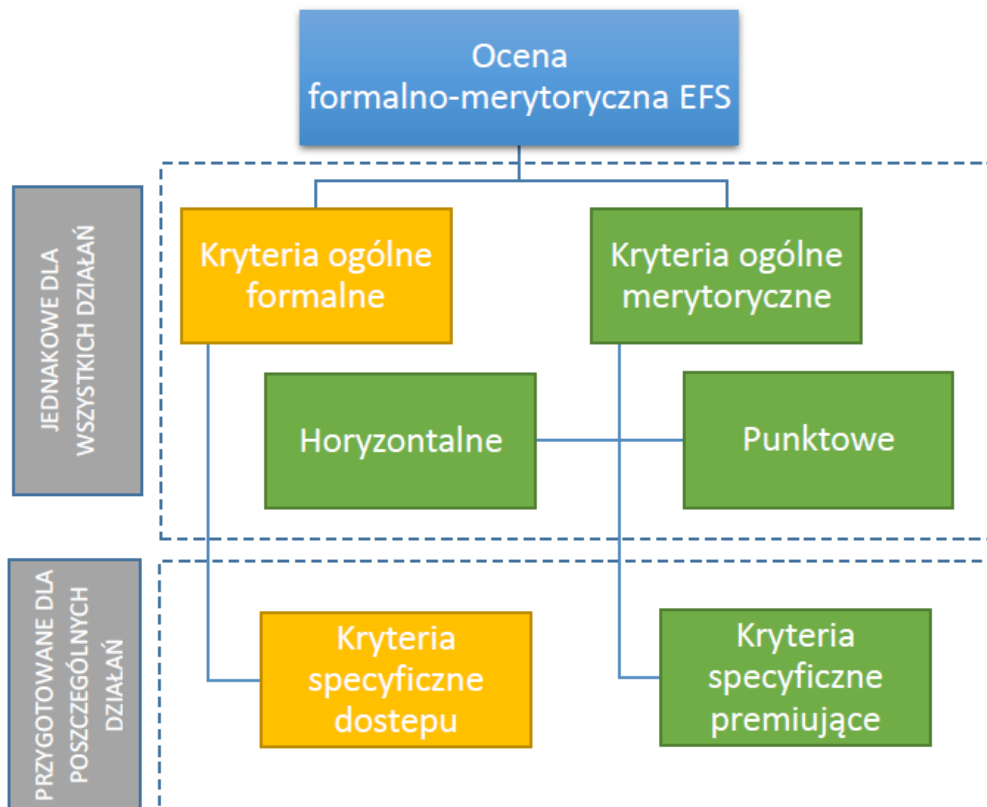 Ocena
formalno-merytoryczna EFS
JEDNAKOWE DLA
WSZYSTKICH DZIAŁAŃ
Kryteria ogólne
formalne
Kryteria ogólne
merytoryczne
Horyzontalne
Punktowe
PRZYGOTOWANE DLA
POSZCZEGÓLNYCH
DZIAŁAŃ
Kryteria
specyficzne
dostepu
Kryteria
specyficzne
premiujące